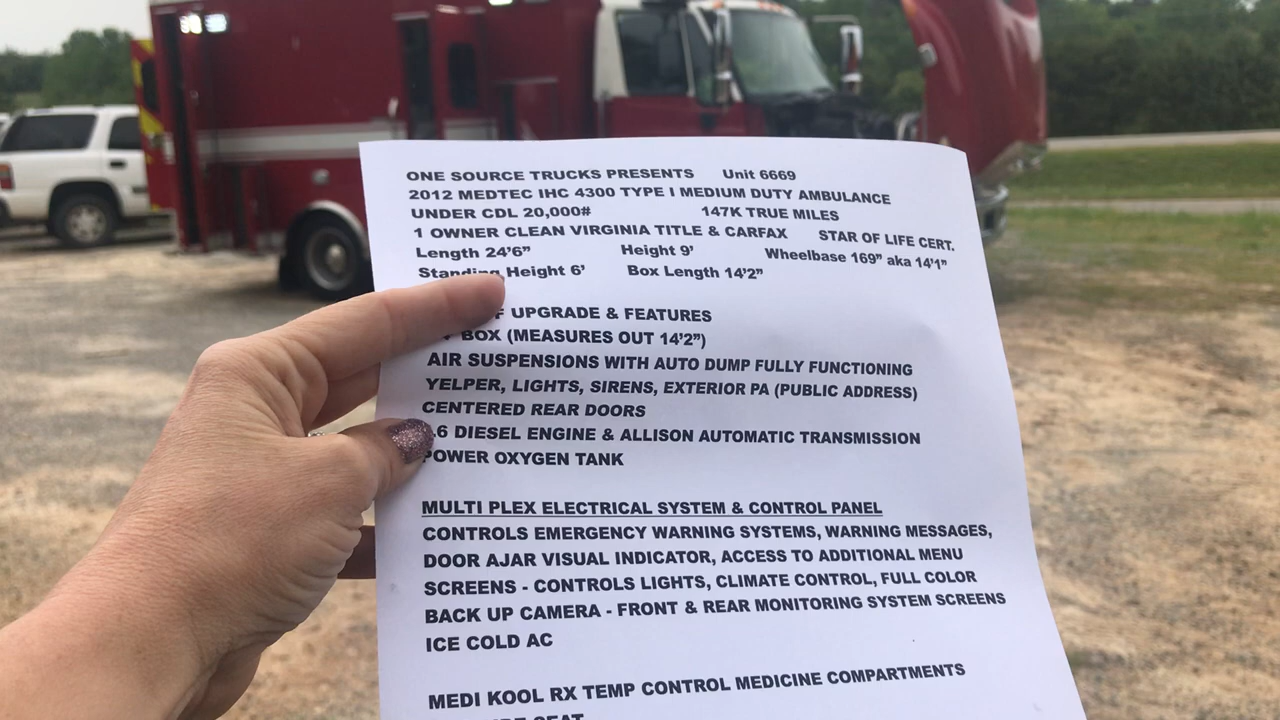 ONE SOURCE TRUCKS PRESENTS Unit 6669
2012 MEDTEC IHC 4300 TYPE I MEDIUM DUTY AMBULANCE
UNDER CDL 20,000# 147K TRUE MILES
1 OWNER CLEAN VIRGINIA TITLE & CARFAX STAR OF LIFE CERT.
Length 24'6" Height 9' Wheelbase 169" aka 14'1"
Standing Height 6' Box Length 14'2"
UPGRADE & FEATURES
BOX (MEASURES OUT 14'2")
AIR SUSPENSIONS WITH AUTO DUMP FULLY FUNCTIONING
YELPER, LIGHTS, SIRENS, EXTERIOR PA (PUBLIC ADDRESS)
CENTERED REAR DOORS
.6 DIESEL ENGINE & ALLISON AUTOMATIC TRANSMISSION
POWER OXYGEN TANK
MULTI PLEX ELECTRICAL SYSTEM & CONTROL PANEL
CONTROLS EMERGENCY WARNING SYSTEMS, WARNING MESSAGES,
DOOR AJAR VISUAL INDICATOR, ACCESS TO ADDITIONAL MENU
SCREENS - CONTROLS LIGHTS, CLIMATE CONTROL, FULL COLOR
BACK UP CAMERA - FRONT & REAR MONITORING SYSTEM SCREENS
ICE COLD AC
MEDI KOOL RX TEMP CONTROL MEDICINE COMPARTMENTS
SEAT